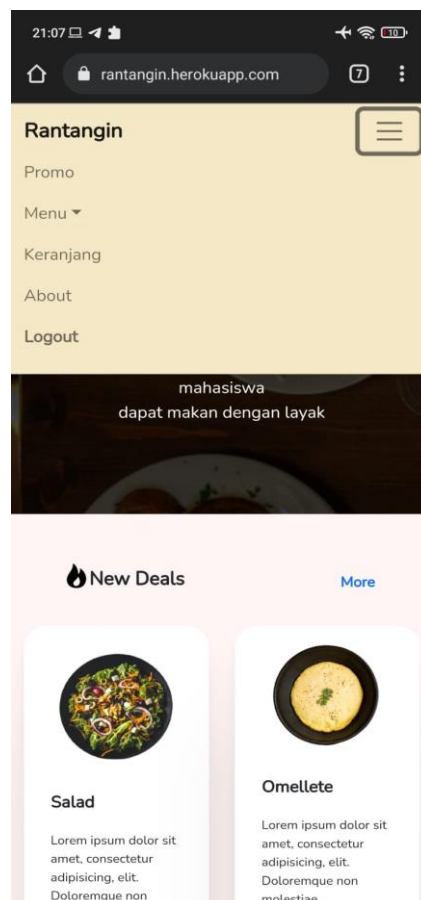 21:07
10
rantangin.herokuapp.com
7
Rantangin
Promo
Menu
Keranjang
About
Logout
mahasiswa
dapat makan dengan layak
New Deals
More
Salad
Lorem ipsum dolor sit
amet, consectetur
adipisicing, elit.
Doloremque non
Omellete
Lorem ipsum dolor sit
amet, consectetur
adipisicing, elit.
Doloremque non
molestiae